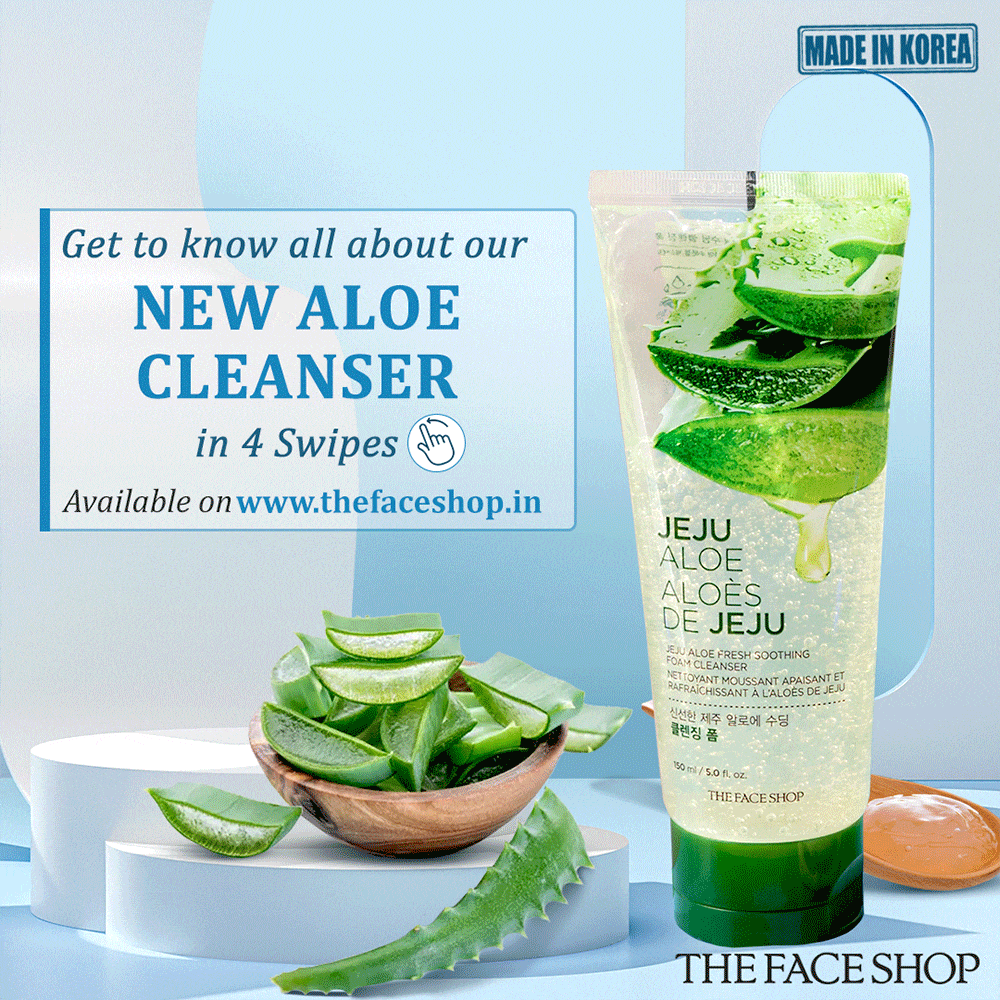 MADE IN KOREA
Get to know all about our
NEW ALOE
CLEANSER
in 4 Swipes
Available on www.thefaceshop.in
JEJU
ALOE
ALOÈS
DE JEJU
JEJU ALOE FRESH SOOTHING
FOAM CLEANSER
NETTOYANT MOUSSANT APAISANT ET
RAFRAÎCHISSANT À L'ALOÈS DE JEJU
신선한 제주 알로에 수딩
클렌징 폼
150 ml / 5.0 fl. oz.
THE FACE SHOP
THE FACE SHOP